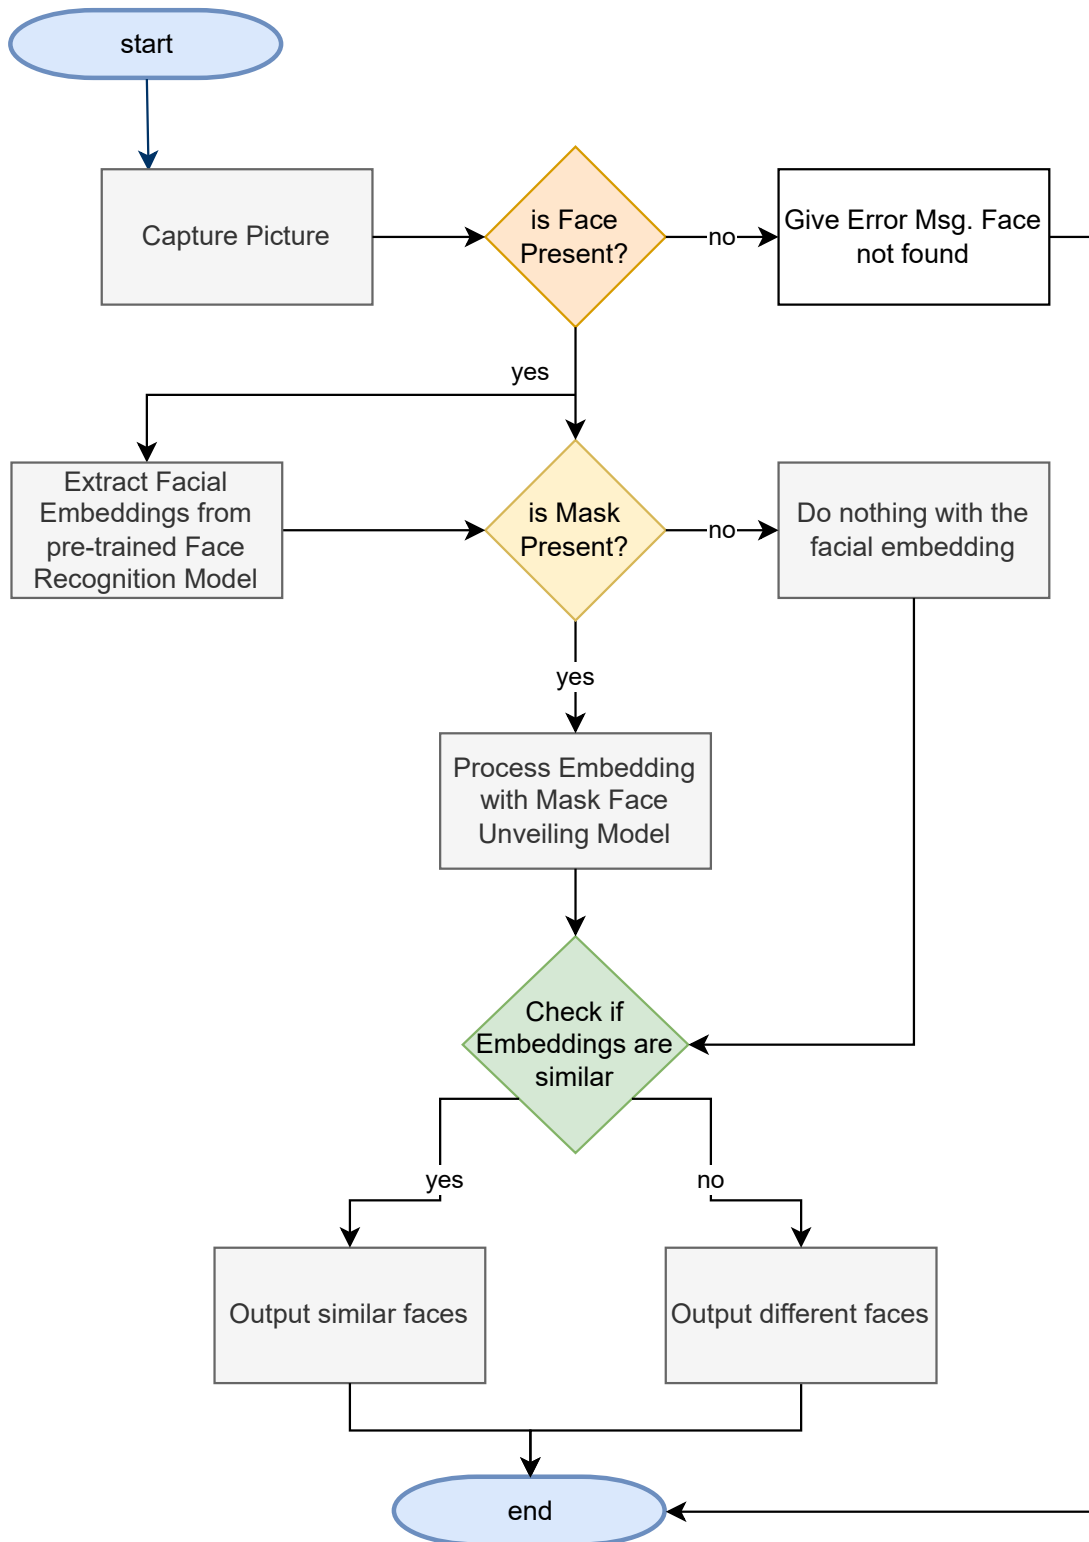 start
Capture Picture
is Face
Present?
no
Give Error Msg. Face
not found
yes
Extract Facial
Embeddings from
pre-trained Face
Recognition Model
is Mask
Present?
no
Do nothing with the
facial embedding
yes
Process Embedding
with Mask Face
Unveiling Model
Check if
Embeddings are
similar
yes
no
Output similar faces
Output different faces
end